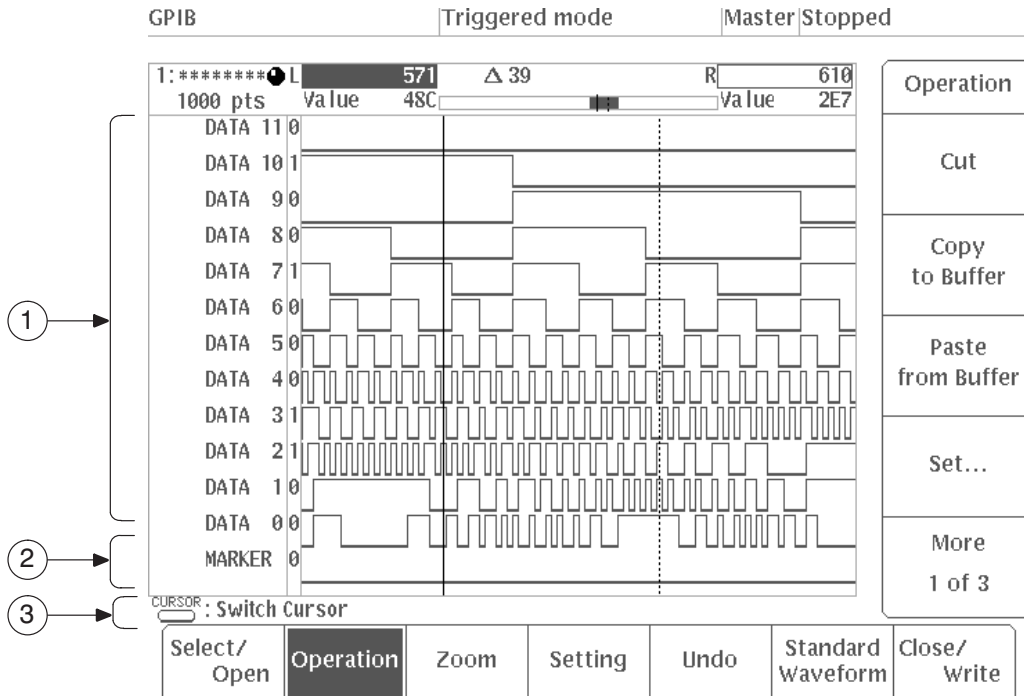 GPIB Triggered mode Master Stopped
1:******** L 571 Δ 39 R 610
1000 pts Value 48C Value 2E7
DATA 11 0
DATA 10 1
DATA 9 0
DATA 8 0
DATA 7 1
DATA 6 0
DATA 5 0
DATA 4 0
DATA 3 1
DATA 2 1
DATA 1 0
DATA 0 0
MARKER 0
CURSOR : Switch Cursor
1
2
3
Operation
Cut
Copy
to Buffer
Paste
from Buffer
Set...
More
1 of 3
Select/
Open
Operation
Zoom
Setting
Undo
Standard
Waveform
Close/
Write